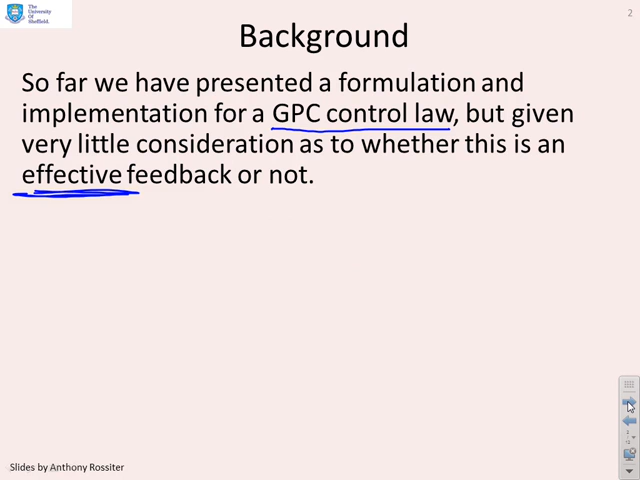 The
University
Of
Sheffield.
2
Background
So far we have presented a formulation and
implementation for a GPC control law, but given
very little consideration as to whether this is an
effective feedback or not.
Slides by Anthony Rossiter